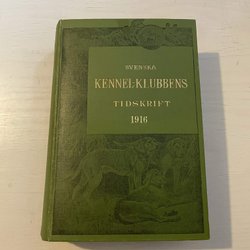 SVENSKA
KENNEL-KLUBBENS
TIDSKRIFT
1916